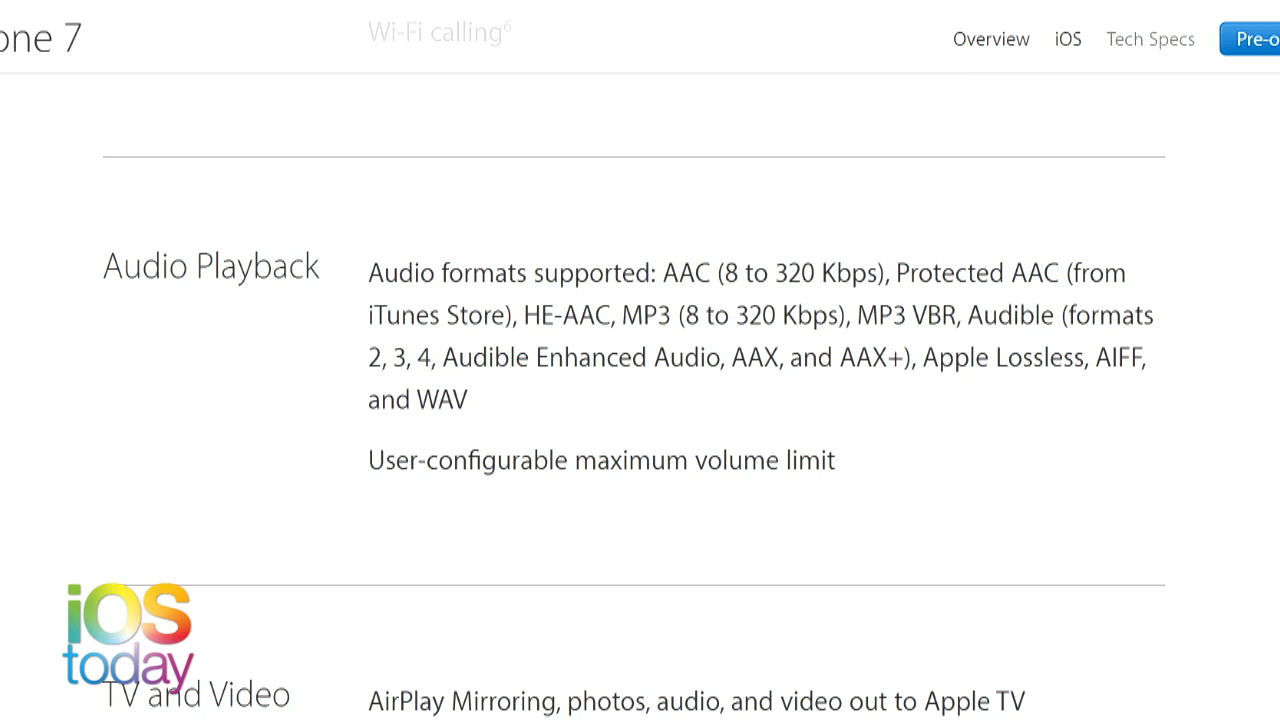 one 7
Wi-Fi calling⁶
Overview iOS Tech Specs Pre-o
Audio Playback
Audio formats supported: AAC (8 to 320 Kbps), Protected AAC (from
iTunes Store), HE-AAC, MP3 (8 to 320 Kbps), MP3 VBR, Audible (formats
2, 3, 4, Audible Enhanced Audio, AAX, and AAX+), Apple Lossless, AIFF,
and WAV
User-configurable maximum volume limit
iOS
today
TV and Video
AirPlay Mirroring, photos, audio, and video out to Apple TV